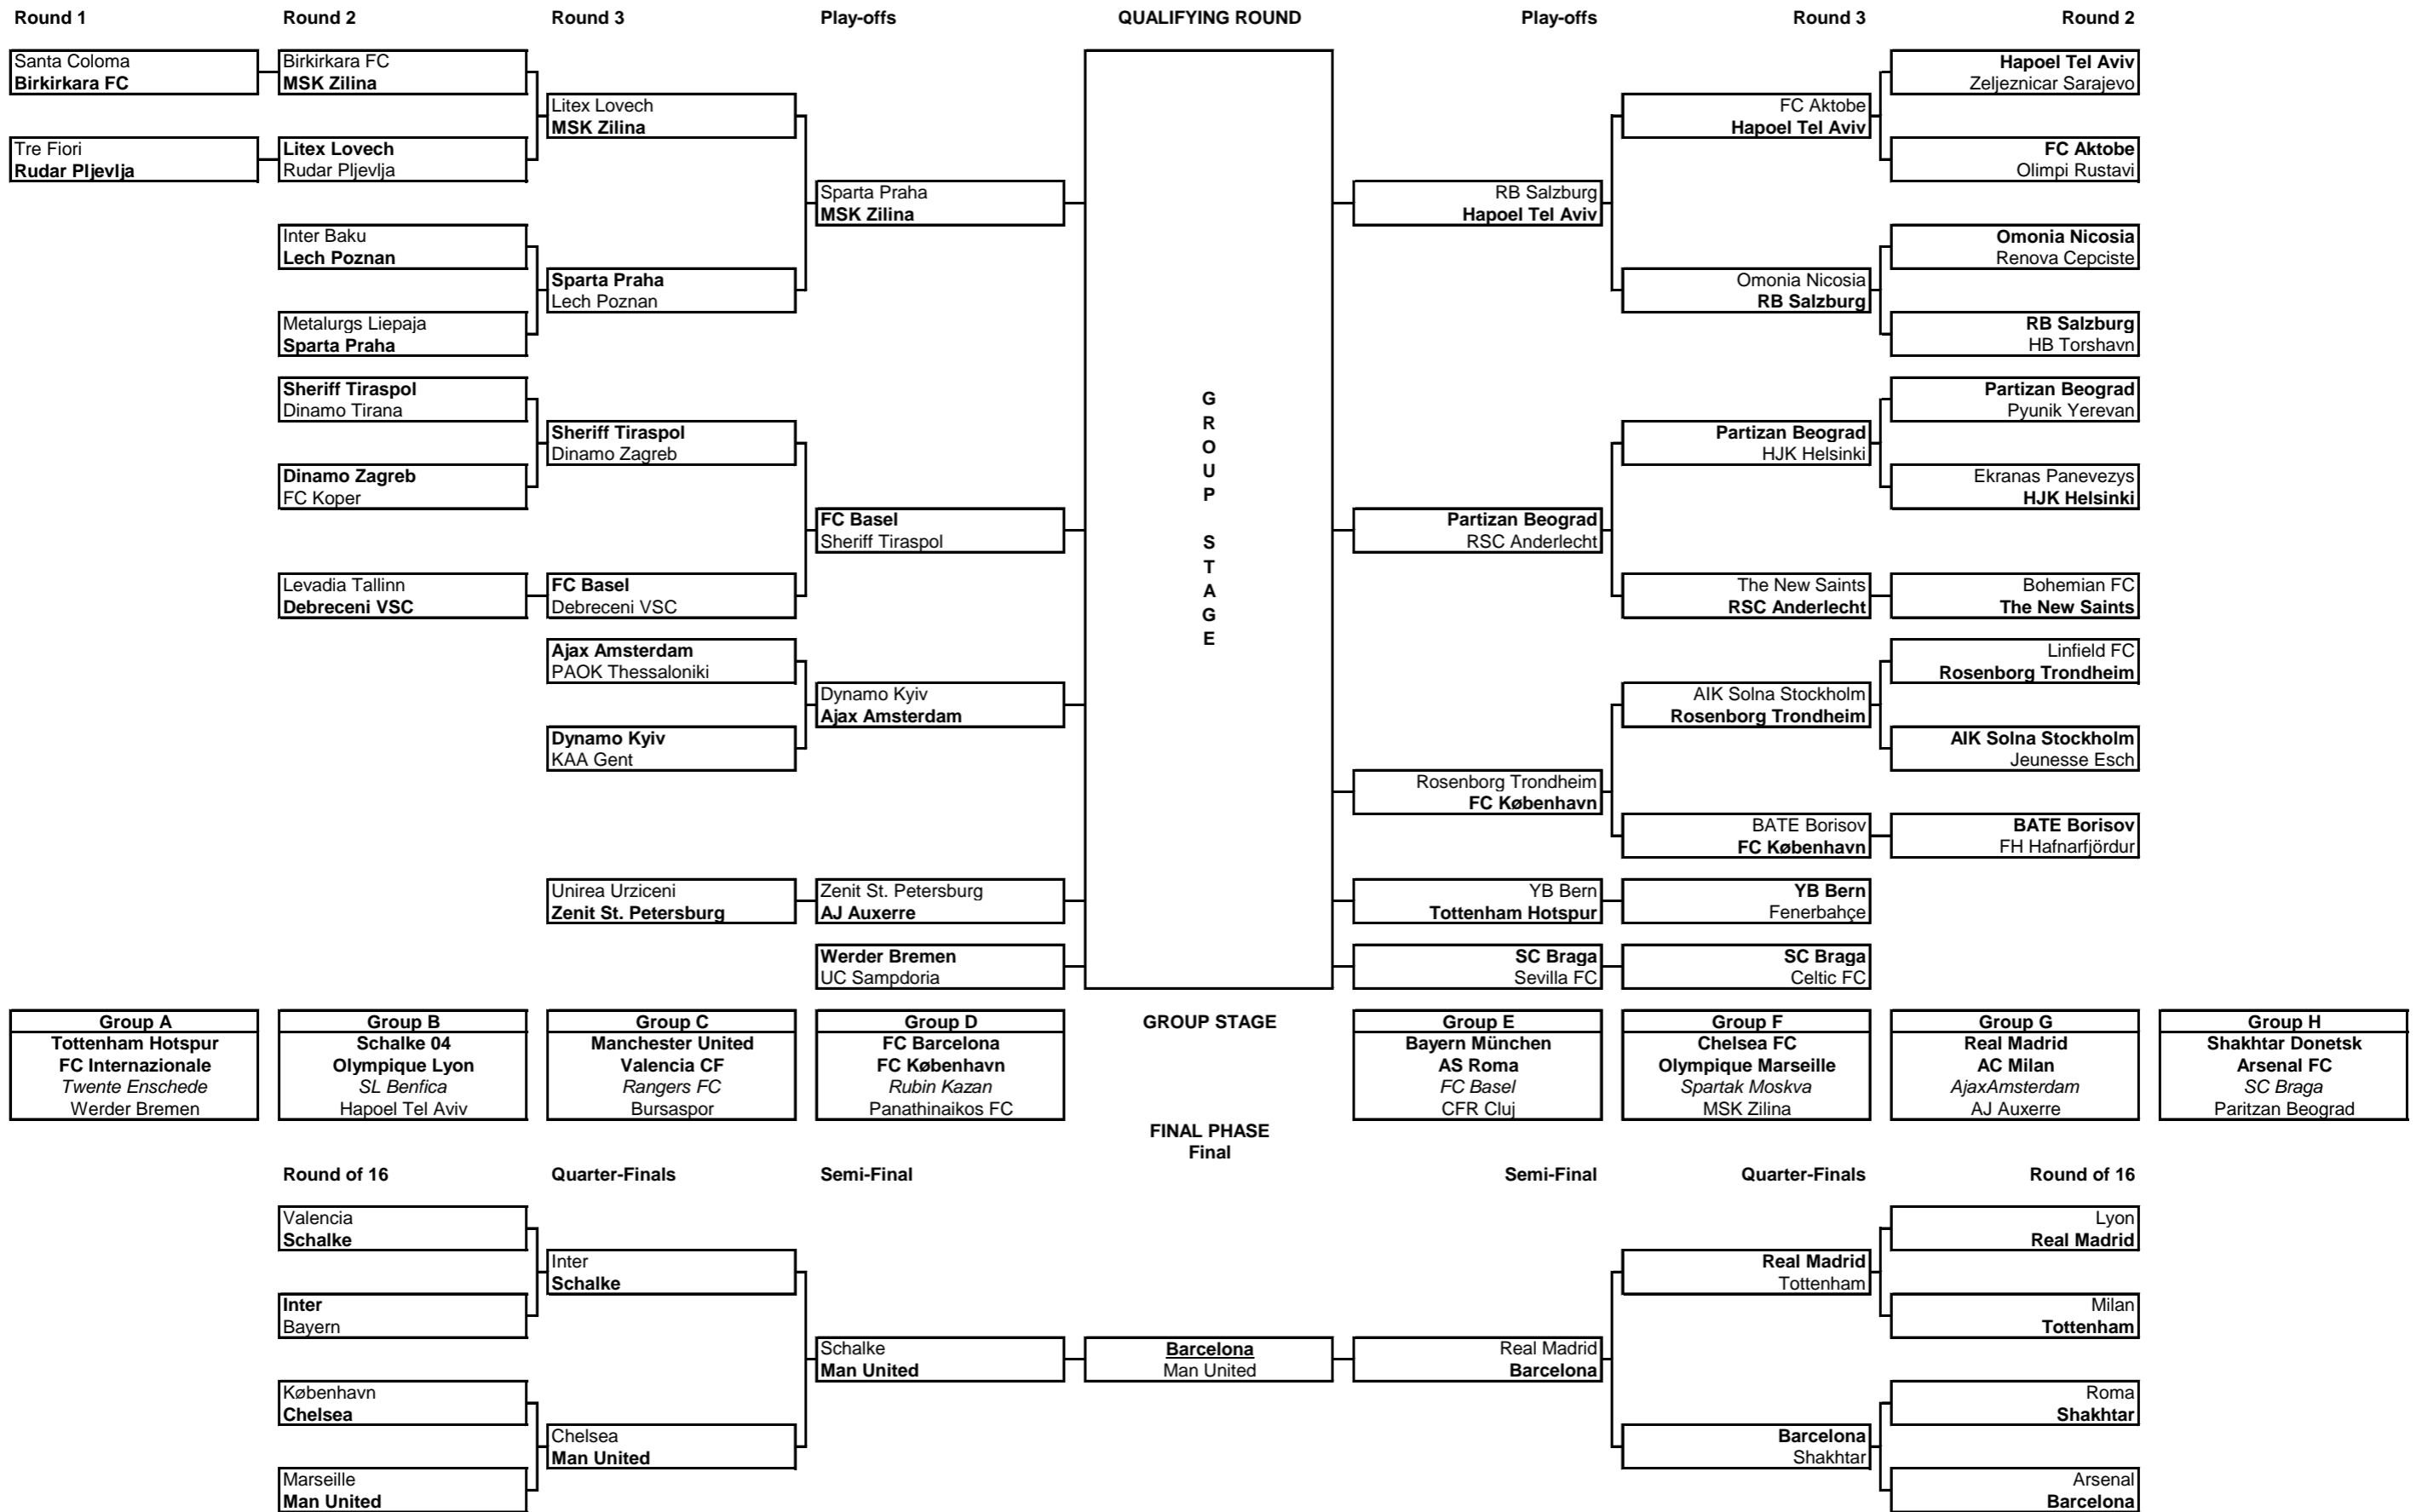 Round 1
Round 2
Round 3
Play-offs
QUALIFYING ROUND
Play-offs
Round 3
Round 2
Santa Coloma
Birkirkara FC
Tre Fiori
Rudar Pljevlja
Birkirkara FC
MSK Zilina
Litex Lovech
Rudar Pljevlja
Inter Baku
Lech Poznan
Metalurgs Liepaja
Sparta Praha
Sheriff Tiraspol
Dinamo Tirana
Dinamo Zagreb
FC Koper
Levadia Tallinn
Debreceni VSC
Litex Lovech
MSK Zilina
Sparta Praha
Lech Poznan
Sheriff Tiraspol
Dinamo Zagreb
FC Basel
Debreceni VSC
Ajax Amsterdam
PAOK Thessaloniki
Dynamo Kyiv
KAA Gent
Unirea Urziceni
Zenit St. Petersburg
Sparta Praha
MSK Zilina
FC Basel
Sheriff Tiraspol
Dynamo Kyiv
Ajax Amsterdam
Zenit St. Petersburg
AJ Auxerre
Werder Bremen
UC Sampdoria
G
R
O
U
P
S
T
A
G
E
RB Salzburg
Hapoel Tel Aviv
Partizan Beograd
RSC Anderlecht
Rosenborg Trondheim
FC København
YB Bern
Tottenham Hotspur
SC Braga
Sevilla FC
FC Aktobe
Hapoel Tel Aviv
Omonia Nicosia
RB Salzburg
Partizan Beograd
HJK Helsinki
The New Saints
RSC Anderlecht
AIK Solna Stockholm
Rosenborg Trondheim
BATE Borisov
FC København
YB Bern
Fenerbahçe
SC Braga
Celtic FC
Hapoel Tel Aviv
Zeljeznicar Sarajevo
FC Aktobe
Olimpi Rustavi
Omonia Nicosia
Renova Cepciste
RB Salzburg
HB Torshavn
Partizan Beograd
Pyunik Yerevan
Ekranas Panevezys
HJK Helsinki
Bohemian FC
The New Saints
Linfield FC
Rosenborg Trondheim
AIK Solna Stockholm
Jeunesse Esch
BATE Borisov
FH Hafnarfjördur
Group A
Tottenham Hotspur
FC Internazionale
Twente Enschede
Werder Bremen
Group B
Schalke 04
Olympique Lyon
SL Benfica
Hapoel Tel Aviv
Group C
Manchester United
Valencia CF
Rangers FC
Bursaspor
Group D
FC Barcelona
FC København
Rubin Kazan
Panathinaikos FC
GROUP STAGE
Group E
Bayern München
AS Roma
FC Basel
CFR Cluj
Group F
Chelsea FC
Olympique Marseille
Spartak Moskva
MSK Zilina
Group G
Real Madrid
AC Milan
AjaxAmsterdam
AJ Auxerre
Group H
Shakhtar Donetsk
Arsenal FC
SC Braga
Paritzan Beograd
FINAL PHASE
Final
Round of 16
Quarter-Finals
Semi-Final
Semi-Final
Quarter-Finals
Round of 16
Valencia
Schalke
Inter
Bayern
København
Chelsea
Marseille
Man United
Inter
Schalke
Chelsea
Man United
Schalke
Man United
Barcelona
Man United
Real Madrid
Barcelona
Real Madrid
Tottenham
Barcelona
Shakhtar
Lyon
Real Madrid
Milan
Tottenham
Roma
Shakhtar
Arsenal
Barcelona